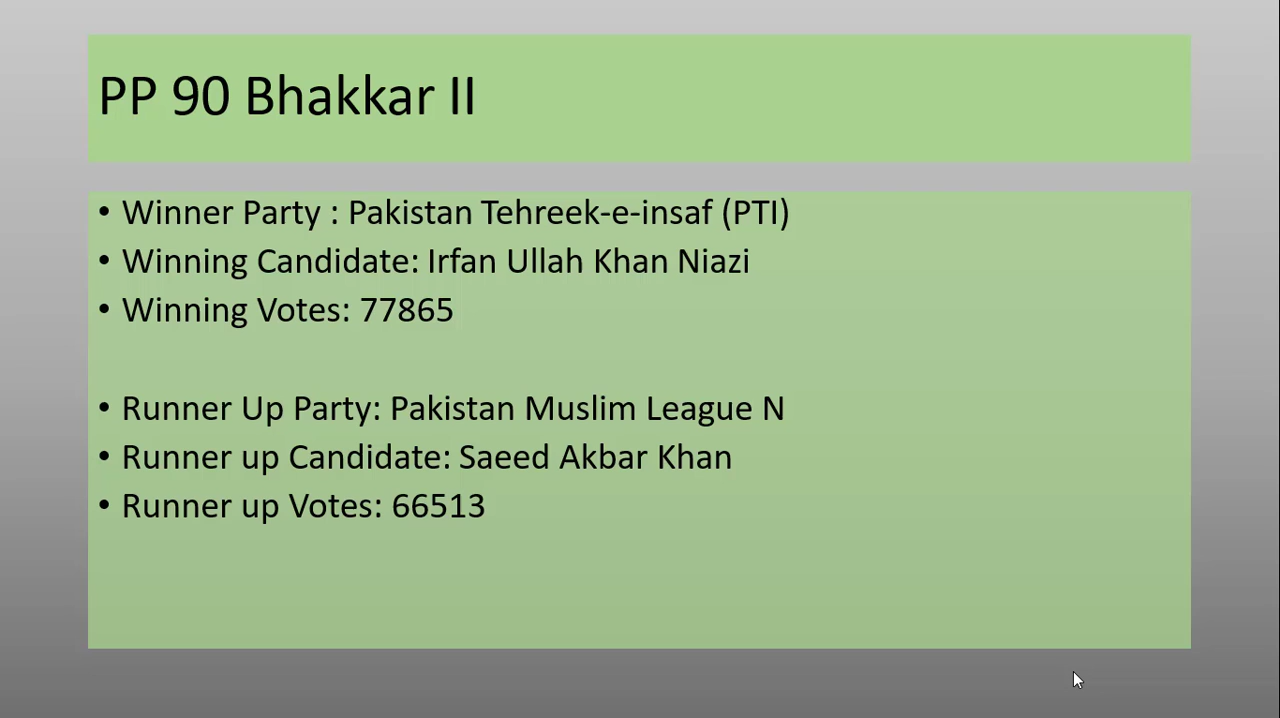 PP 90 Bhakkar II
• Winner Party : Pakistan Tehreek-e-insaf (PTI)
• Winning Candidate: Irfan Ullah Khan Niazi
• Winning Votes: 77865
• Runner Up Party: Pakistan Muslim League N
• Runner up Candidate: Saeed Akbar Khan
• Runner up Votes: 66513